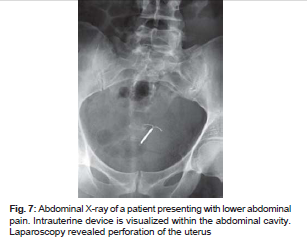 Fig. 7: Abdominal X-ray of a patient presenting with lower abdominal
pain. Intrauterine device is visualized within the abdominal cavity.
Laparoscopy revealed perforation of the uterus